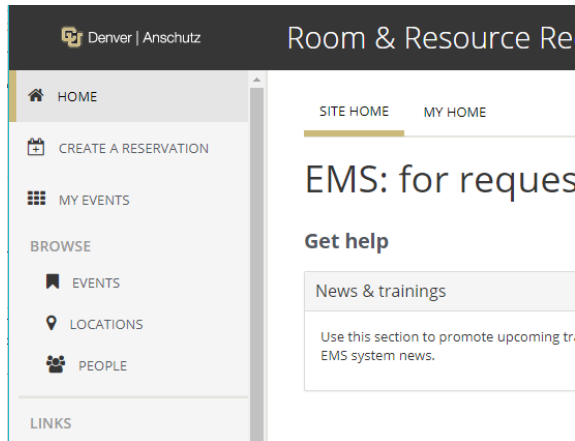 Denver | Anschutz
Room & Resource Re
HOME
CREATE A RESERVATION
MY EVENTS
BROWSE
EVENTS
LOCATIONS
PEOPLE
LINKS
SITE HOME MY HOME
EMS: for reques
Get help
News & trainings
Use this section to promote upcoming tra
EMS system news.